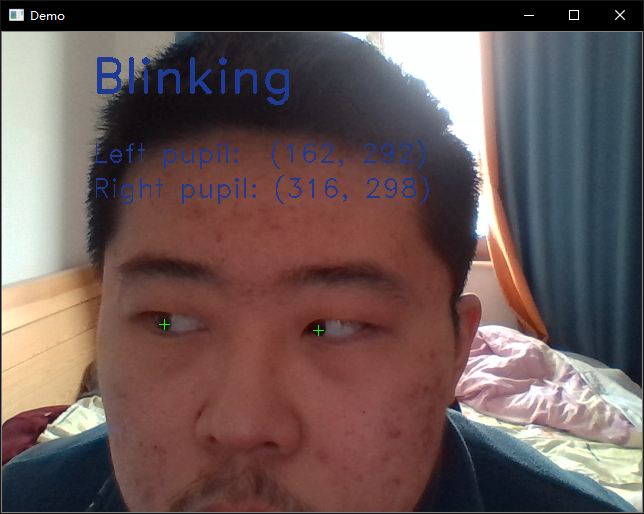 Demo
Blinking
Left pupil: (162, 292)
Right pupil: (316, 298)